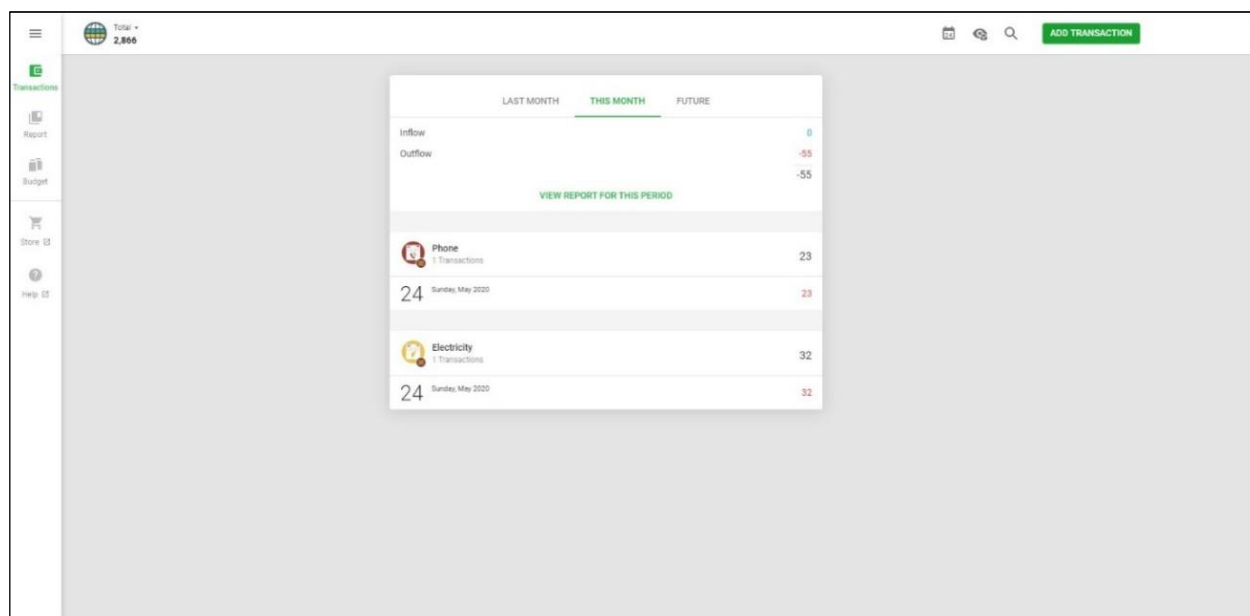 Total
2,866
24
ADD TRANSACTION
Transactions
Report
Budget
Store
Help
LAST MONTH THIS MONTH FUTURE
Inflow 0
Outflow -55
-55
VIEW REPORT FOR THIS PERIOD
Phone
1 Transactions 23
24 Sunday, May 2020 23
Electricity
1 Transactions 32
24 Sunday, May 2020 32